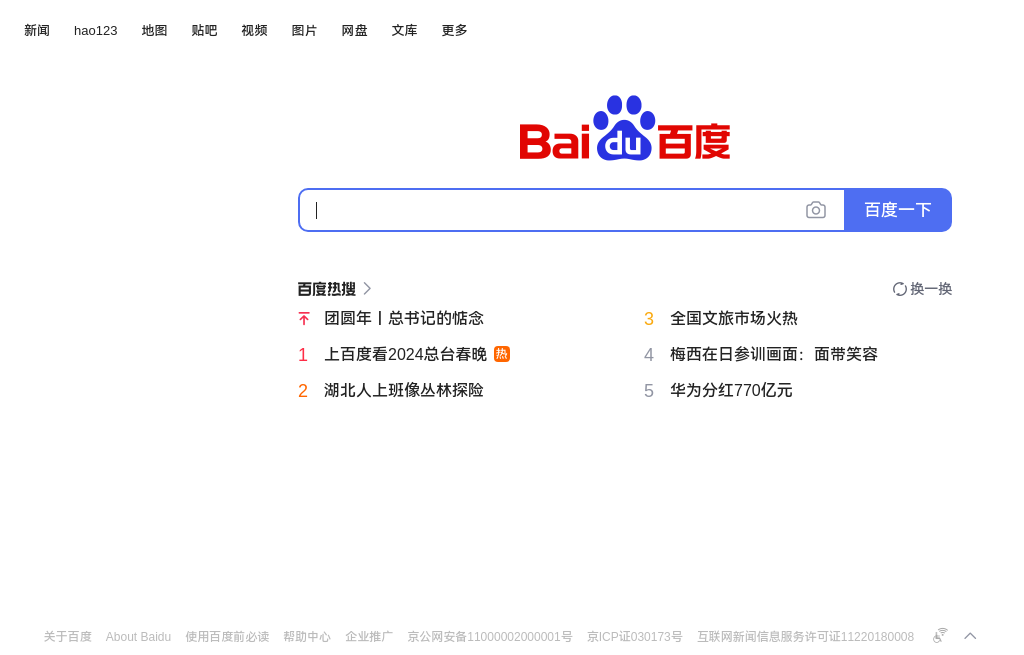 新闻 hao123 地图 贴吧 视频 图片 网盘 文库 更多
Bai du 百度
百度一下
百度热搜 换一换
团圆年丨总书记的惦念
3 全国文旅市场火热
1 上百度看2024总台春晚 热
4 梅西在日参训画面：面带笑容
2 湖北人上班像丛林探险
5 华为分红770亿元
关于百度 About Baidu 使用百度前必读 帮助中心 企业推广 京公网安备11000002000001号 京ICP证030173号 互联网新闻信息服务许可证11220180008